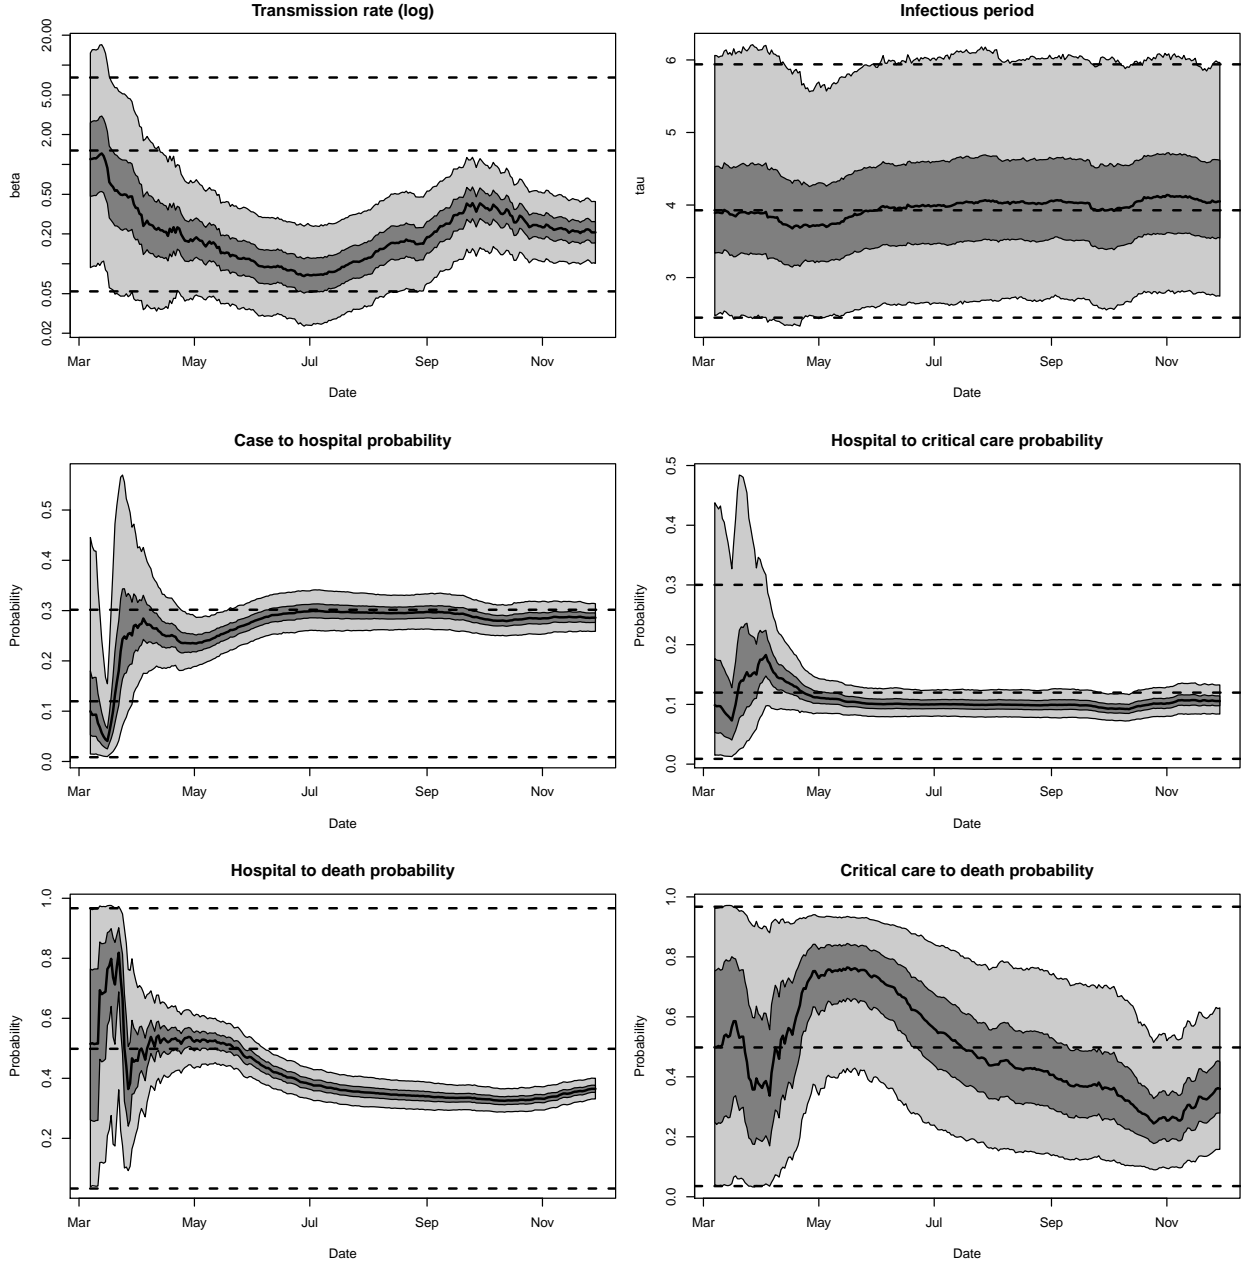 Transmission rate (log)
beta
20.00
5.00
2.00
0.50
0.20
0.05
0.02
Mar May Jul Sep Nov
Date
Infectious period
tau
6
5
4
3
Mar May Jul Sep Nov
Date
Case to hospital probability
Probability
0.5
0.4
0.3
0.2
0.1
0.0
Mar May Jul Sep Nov
Date
Hospital to critical care probability
Probability
0.5
0.4
0.3
0.2
0.1
0.0
Mar May Jul Sep Nov
Date
Hospital to death probability
Probability
1.0
0.8
0.6
0.4
0.2
Mar May Jul Sep Nov
Date
Critical care to death probability
Probability
1.0
0.8
0.6
0.4
0.2
0.0
Mar May Jul Sep Nov
Date